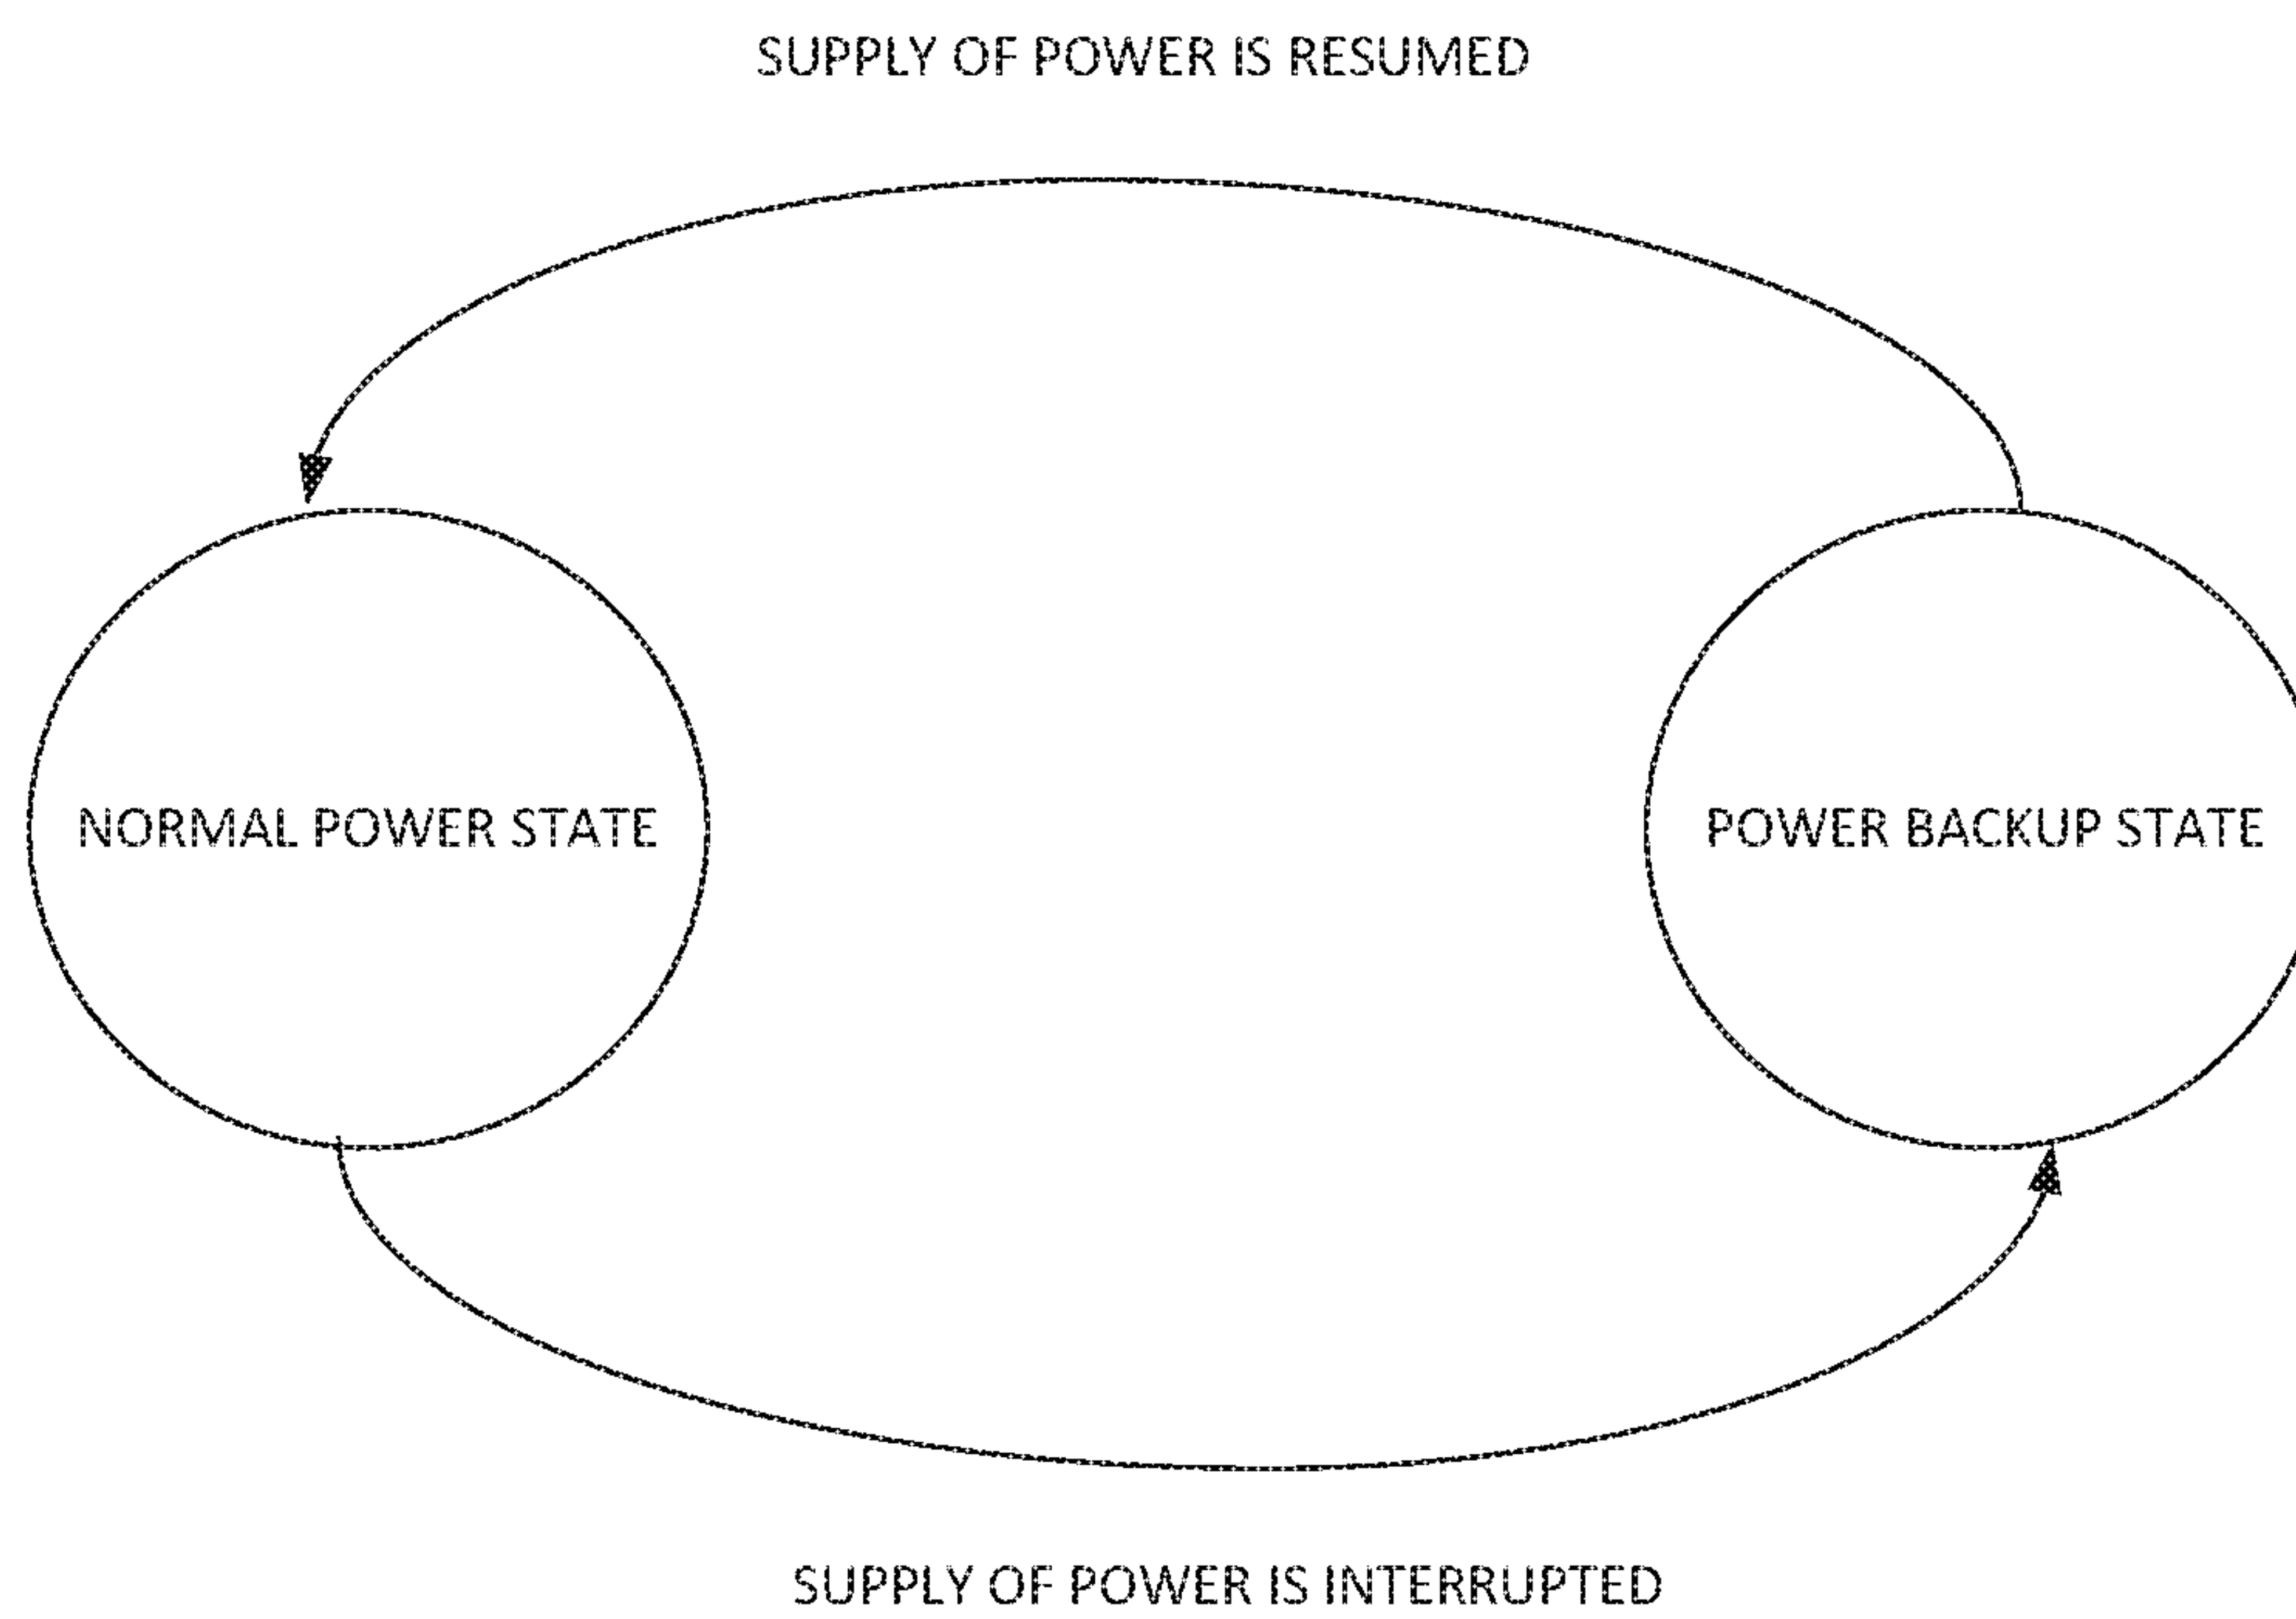 SUPPLY OF POWER IS RESUMED
NORMAL POWER STATE
POWER BACKUP STATE
SUPPLY OF POWER IS INTERRUPTED